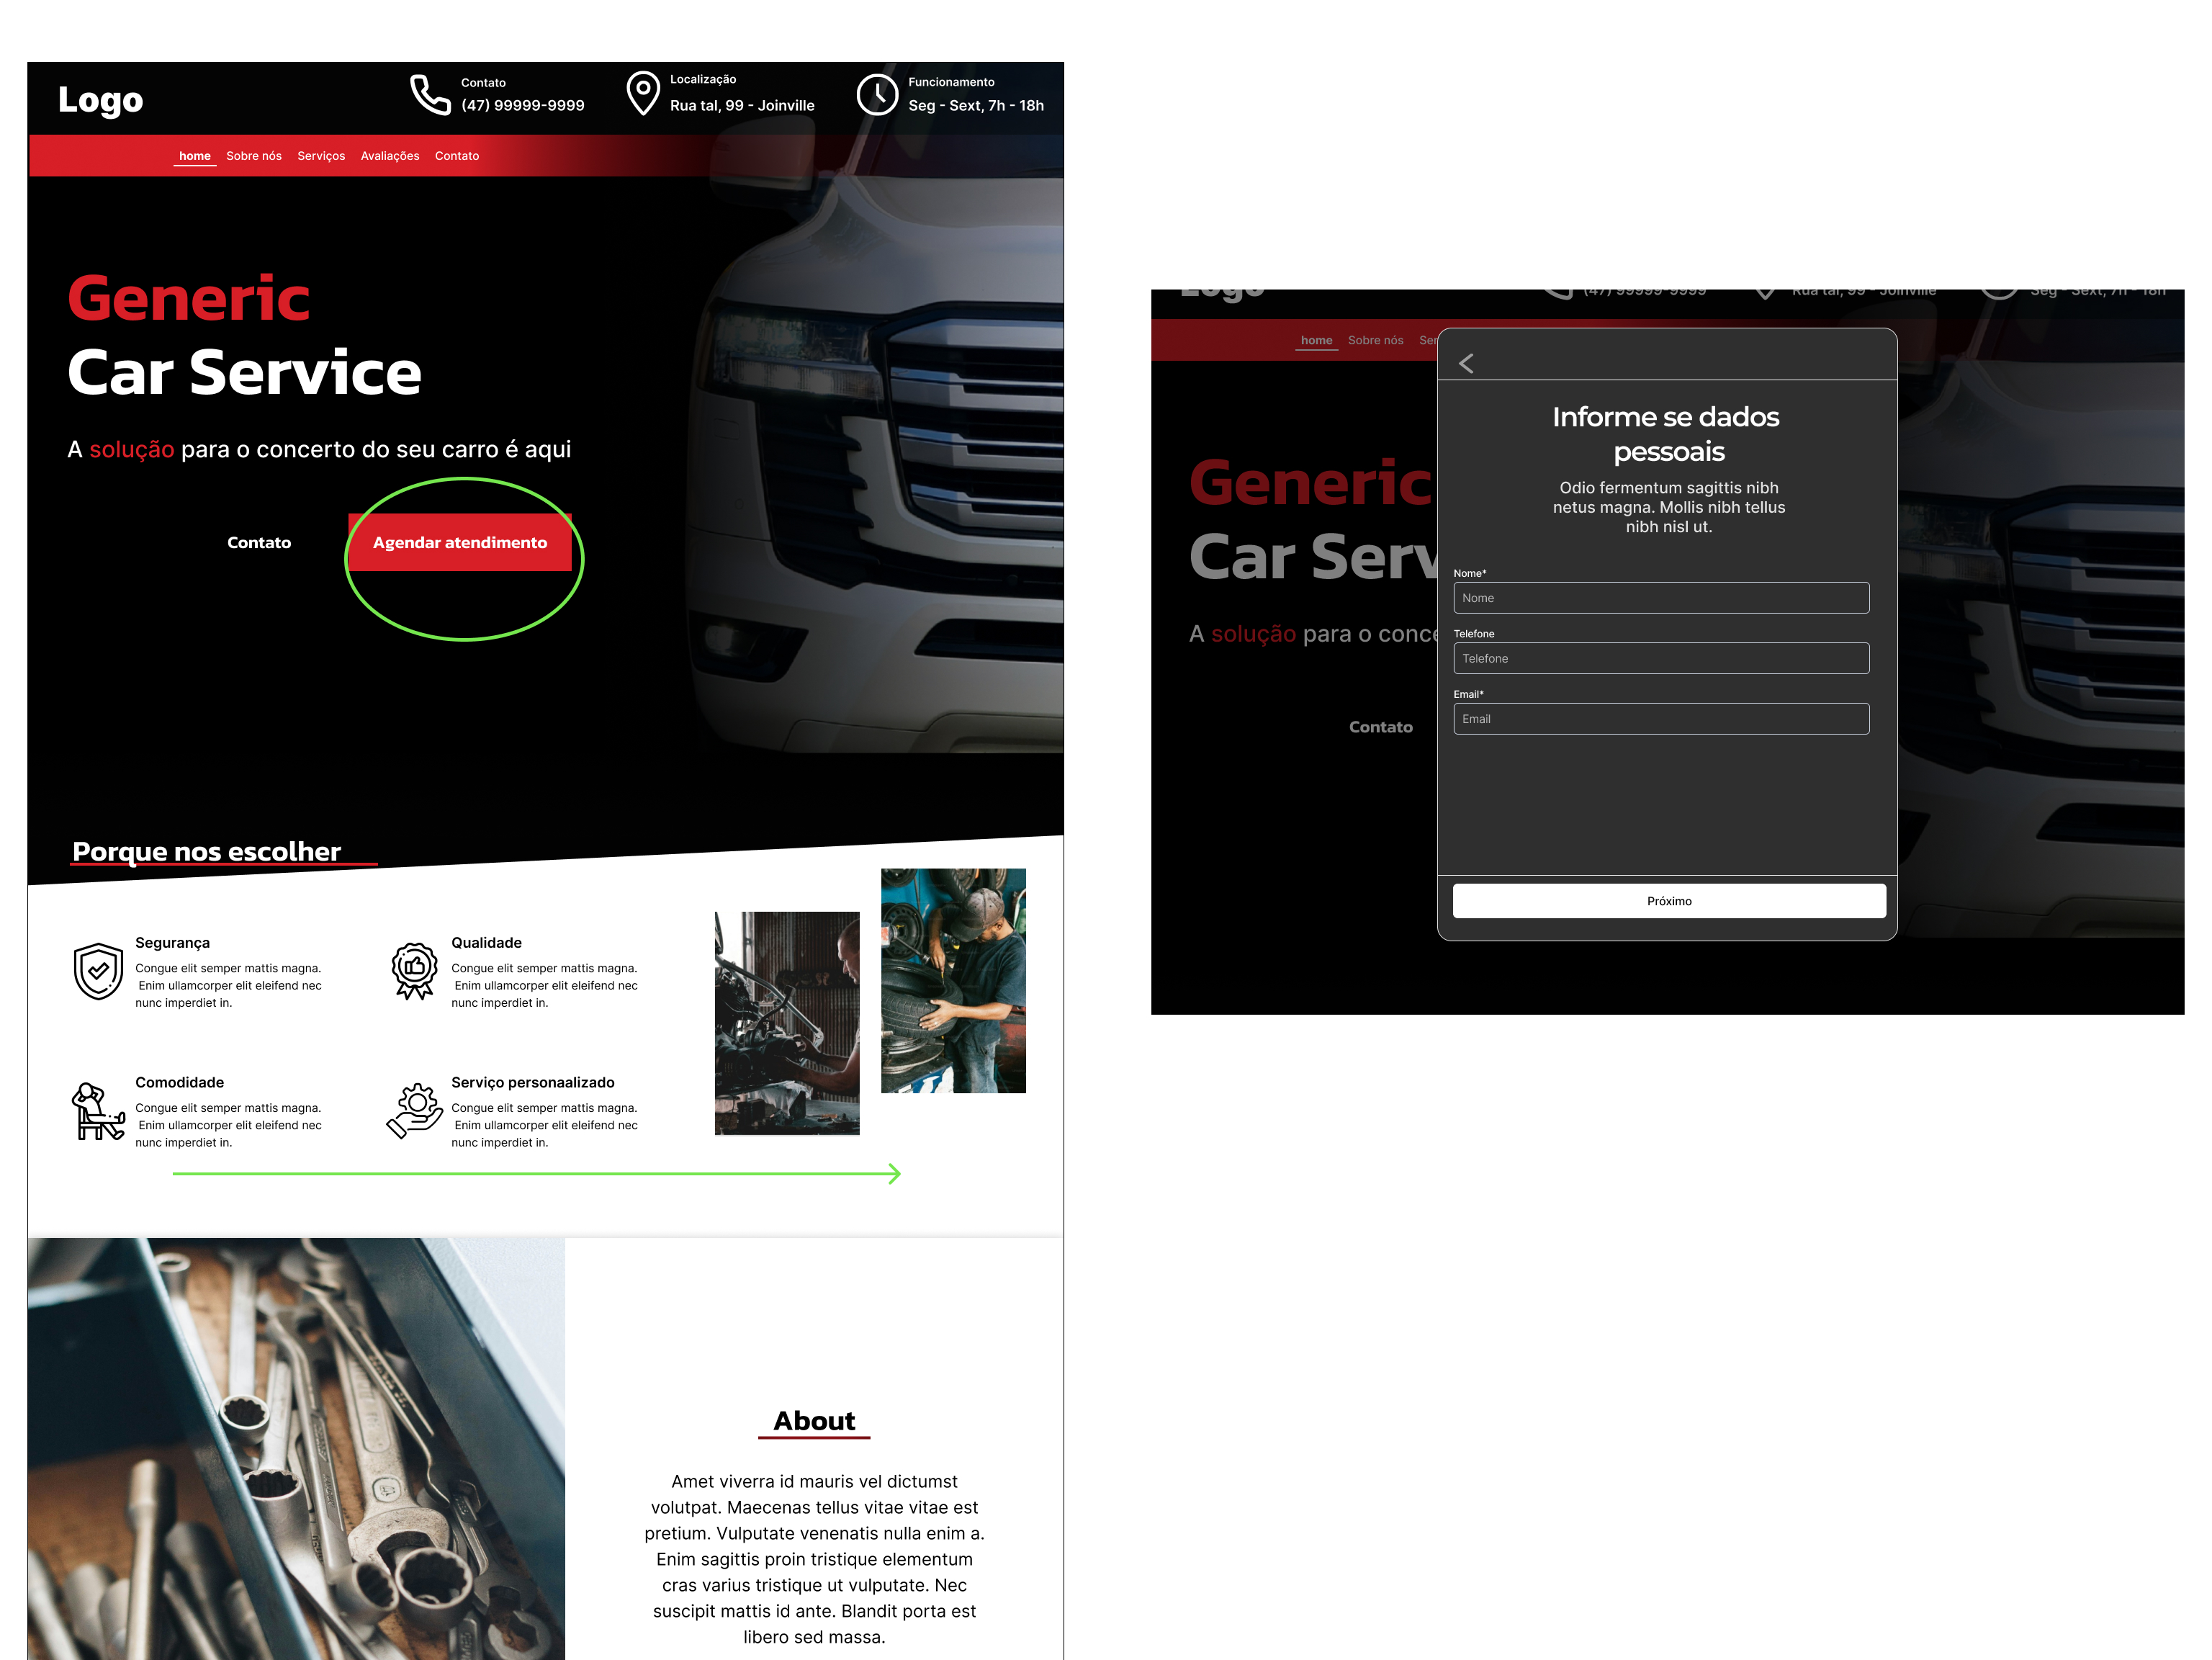 Logo
Contato
(47) 99999-9999
Localização
Rua tal, 99 - Joinville
Funcionamento
Seg - Sext, 7h - 18h
home Sobre nós Serviços Avaliações Contato
Generic
Car Service
A solução para o concerto do seu carro é aqui
Contato
Agendar atendimento
Porque nos escolher
Segurança
Congue elit semper mattis magna.
Enim ullamcorper elit eleifend nec
nunc imperdiet in.
Qualidade
Congue elit semper mattis magna.
Enim ullamcorper elit eleifend nec
nunc imperdiet in.
Comodidade
Congue elit semper mattis magna.
Enim ullamcorper elit eleifend nec
nunc imperdiet in.
Serviço personaalizado
Congue elit semper mattis magna.
Enim ullamcorper elit eleifend nec
nunc imperdiet in.
About
Amet viverra id mauris vel dictumst
volutpat. Maecenas tellus vitae vitae est
pretium. Vulputate venenatis nulla enim a.
Enim sagittis proin tristique elementum
cras varius tristique ut vulputate. Nec
suscipit mattis id ante. Blandit porta est
libero sed massa.
Logo
(47) 99999-9999
Rua tal, 99 - Joinville
Seg - Sext, 7h - 18h
home Sobre nós Ser
Generic
Car Serv
A solução para o conce
Contato
Informe se dados
pessoais
Odio fermentum sagittis nibh
netus magna. Mollis nibh tellus
nibh nisl ut.
Nome*
Nome
Telefone
Telefone
Email*
Email
Próximo